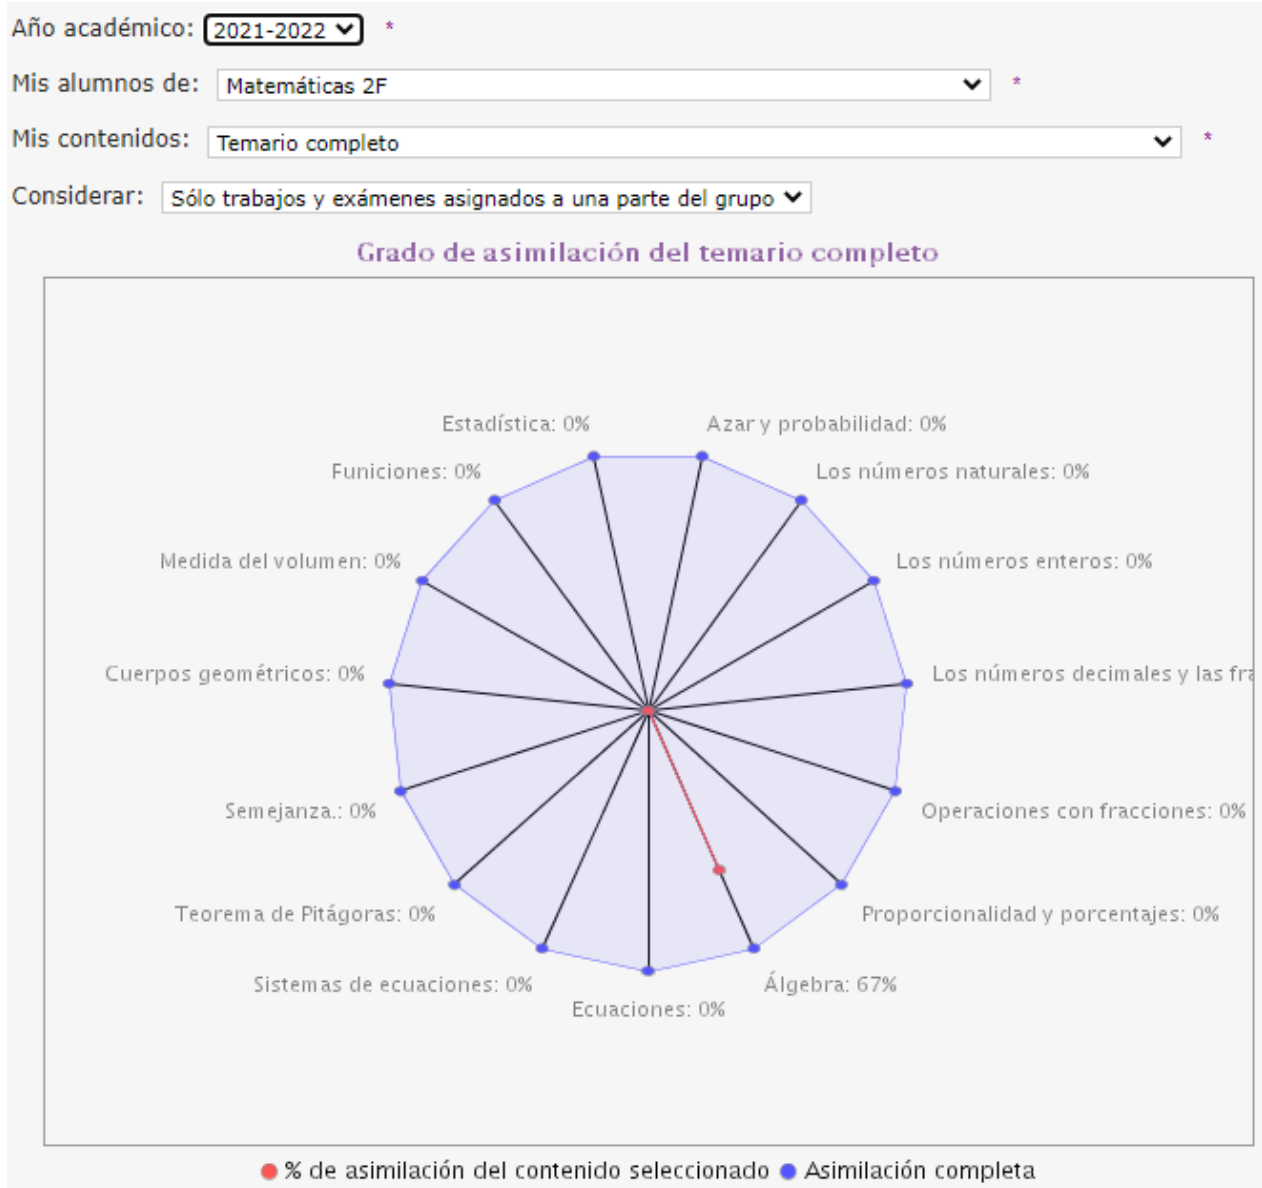 Año académico: 2021-2022 *
Mis alumnos de: Matemáticas 2F *
Mis contenidos: Temario completo *
Considerar: Sólo trabajos y exámenes asignados a una parte del grupo
Grado de asimilación del temario completo
Estadística: 0% Azar y probabilidad: 0%
Funiciones: 0% Los números naturales: 0%
Medida del volumen: 0% Los números enteros: 0%
Cuerpos geométricos: 0% Los números decimales y las
Semejanza.: 0% Operaciones con fracciones: 0%
Teorema de Pitágoras: 0% Proporcionalidad y porcentajes: 0%
Sistemas de ecuaciones: 0% Álgebra: 67%
Ecuaciones: 0%
% de asimilación del contenido seleccionado Asimilación completa